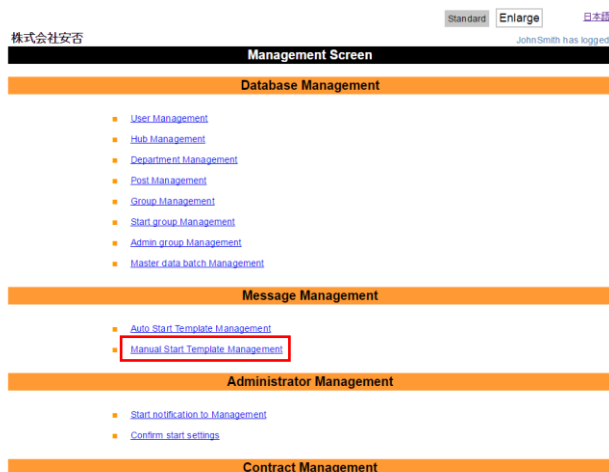 Standard Enlarge 日本語
株式会社安否
JohnSmith has logged
Management Screen
Database Management
User Management
Hub Management
Department Management
Post Management
Group Management
Start group Management
Admin group Management
Master data batch Management
Message Management
Auto Start Template Management
Manual Start Template Management
Administrator Management
Start notification to Management
Confirm start settings
Contract Management